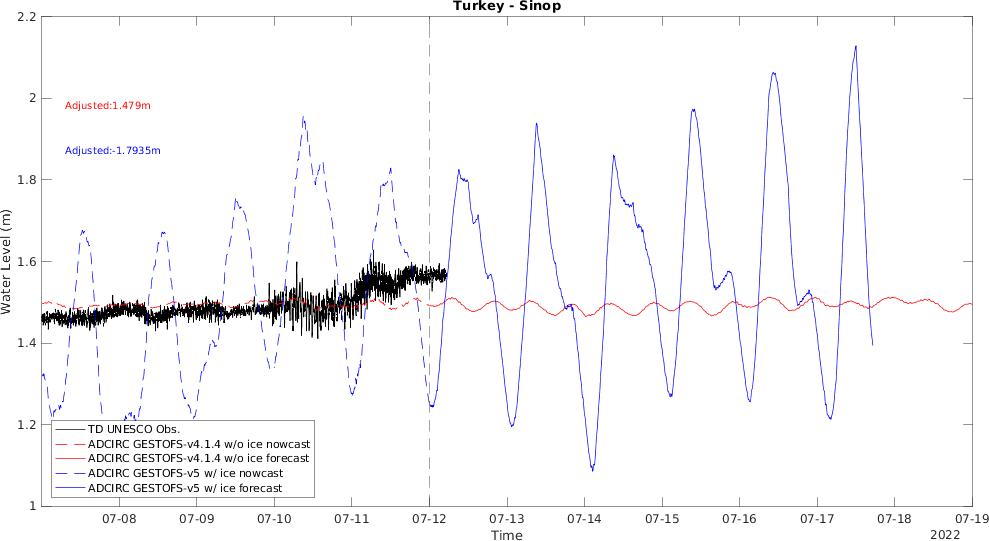 Turkey - Sinop
2.2
2
1.8
1.6
1.4
1.2
1
Water Level (m)
Adjusted:1.479m
Adjusted:-1.7935m
TD UNESCO Obs.
ADCIRC GESTOFS-v4.1.4 w/o ice nowcast
ADCIRC GESTOFS-v4.1.4 w/o ice forecast
ADCIRC GESTOFS-v5 w/ ice nowcast
ADCIRC GESTOFS-v5 w/ ice forecast
07-08 07-09 07-10 07-11 07-12 07-13 07-14 07-15 07-16 07-17 07-18 07-19
Time
2022